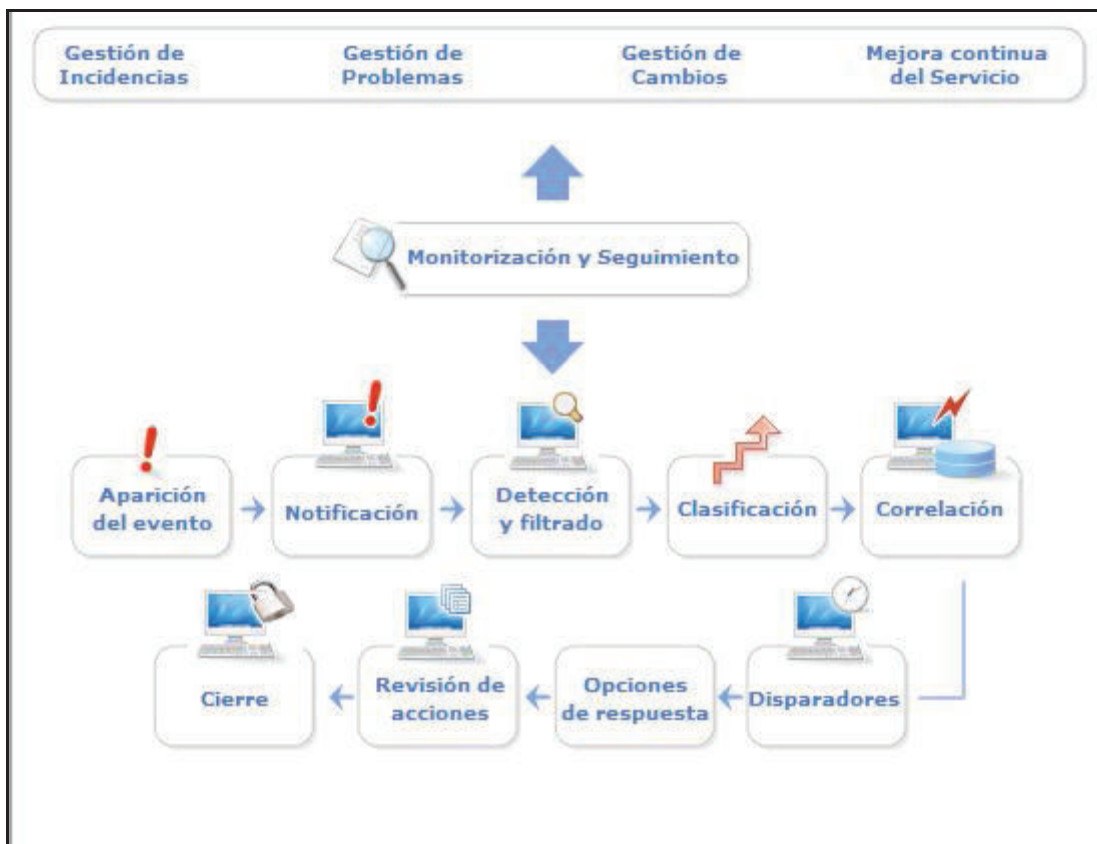 Gestión de
Incidencias
Gestión de
Problemas
Gestión de
Cambios
Mejora continua
del Servicio
Monitorización y Seguimiento
Aparición
del evento
Notificación
Detección
y filtrado
Clasificación
Correlación
Cierre
Revisión de
acciones
Opciones
de respuesta
Disparadores